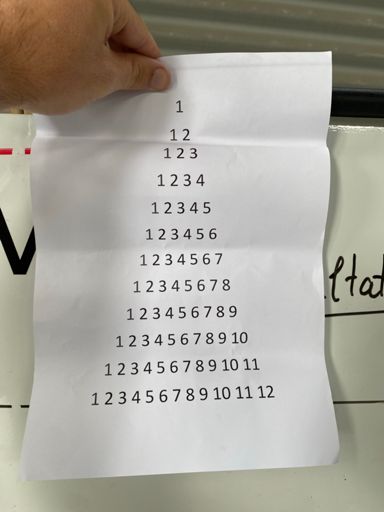 1
1 2
1 2 3
1 2 3 4
1 2 3 4 5
1 2 3 4 5 6
1 2 3 4 5 6 7
1 2 3 4 5 6 7 8
1 2 3 4 5 6 7 8 9
1 2 3 4 5 6 7 8 9 10
1 2 3 4 5 6 7 8 9 10 11
1 2 3 4 5 6 7 8 9 10 11 12